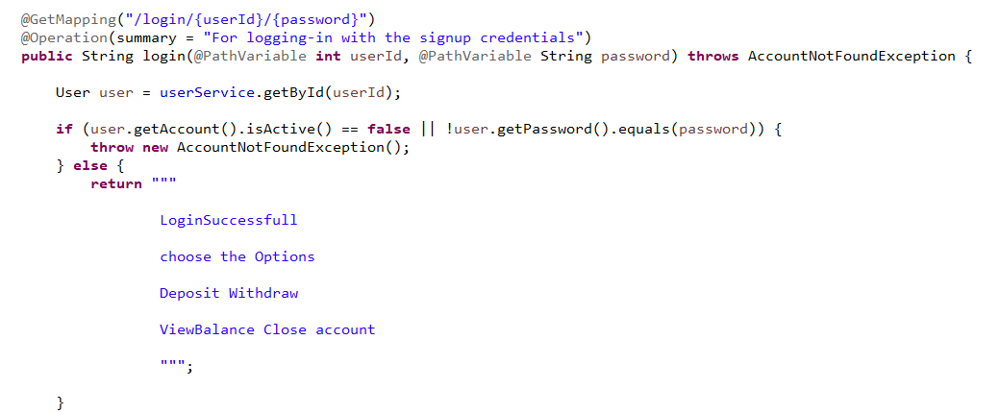 @GetMapping("/login/{userId}/{password}")
@Operation(summary = "For logging-in with the signup credentials")
public String login(@PathVariable int userId, @PathVariable String password) throws AccountNotFoundException {
User user = userService.getById(userId);
if (user.getAccount().isActive() == false || !user.getPassword().equals(password)) {
throw new AccountNotFoundException();
} else {
return """
LoginSuccessfull
choose the Options
Deposit Withdraw
ViewBalance Close account
""";
}